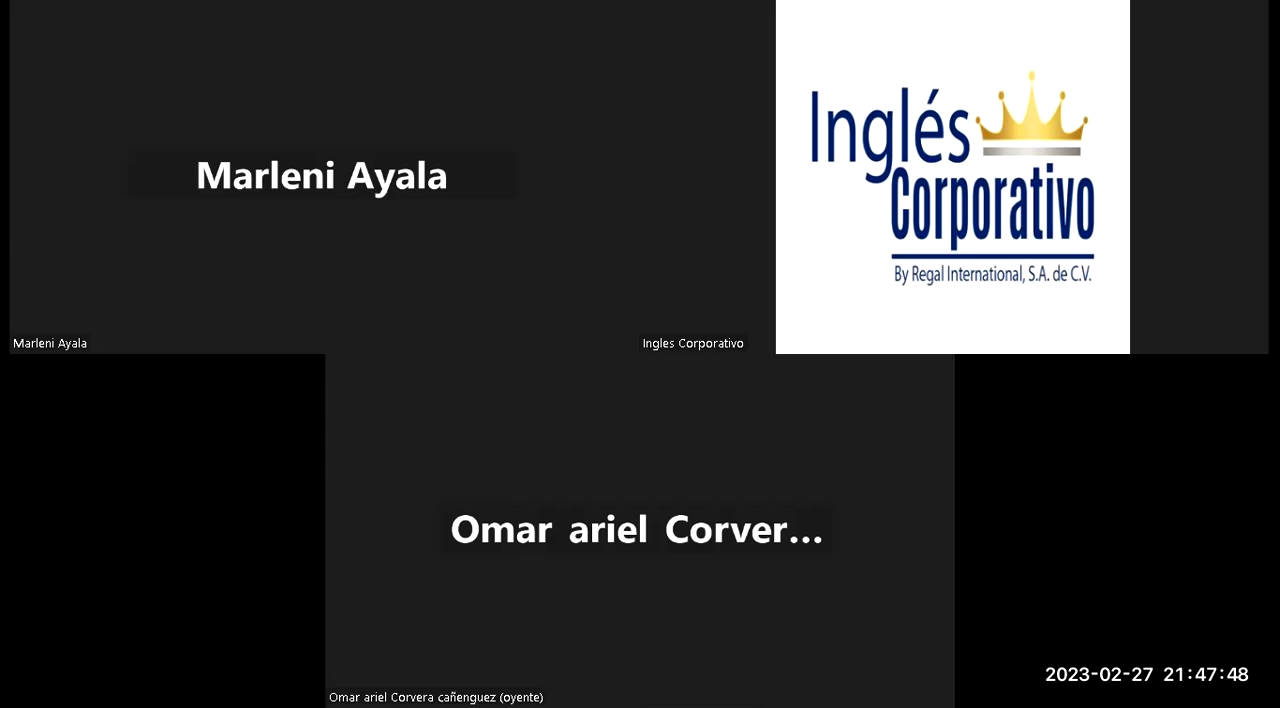 Marleni Ayala
Marleni Ayala
Inglés
Corporativo
By Regal International, S.A. de C.V.
Ingles Corporativo
Omar ariel Corver...
Omar ariel Corvera cañenguez (oyente)
2023-02-27 21:47:48